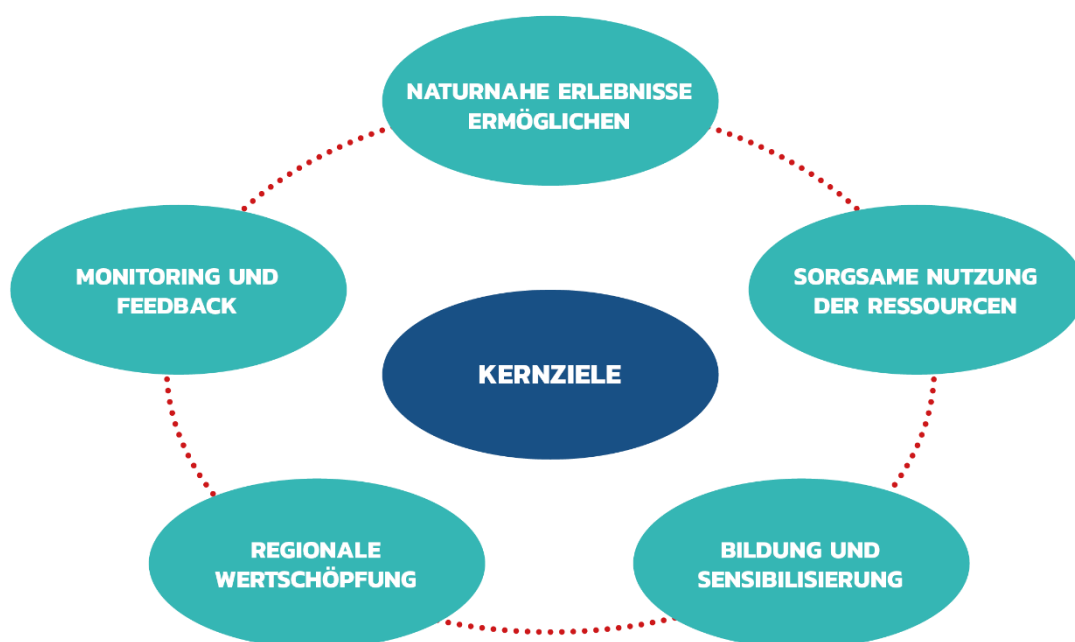 NATURNAHE ERLEBNISSE
ERMÖGLICHEN
MONITORING UND
FEEDBACK
SORGSAME NUTZUNG
DER RESSOURCEN
KERNZIELE
REGIONALE
WERTSCHÖPFUNG
BILDUNG UND
SENSIBILISIERUNG